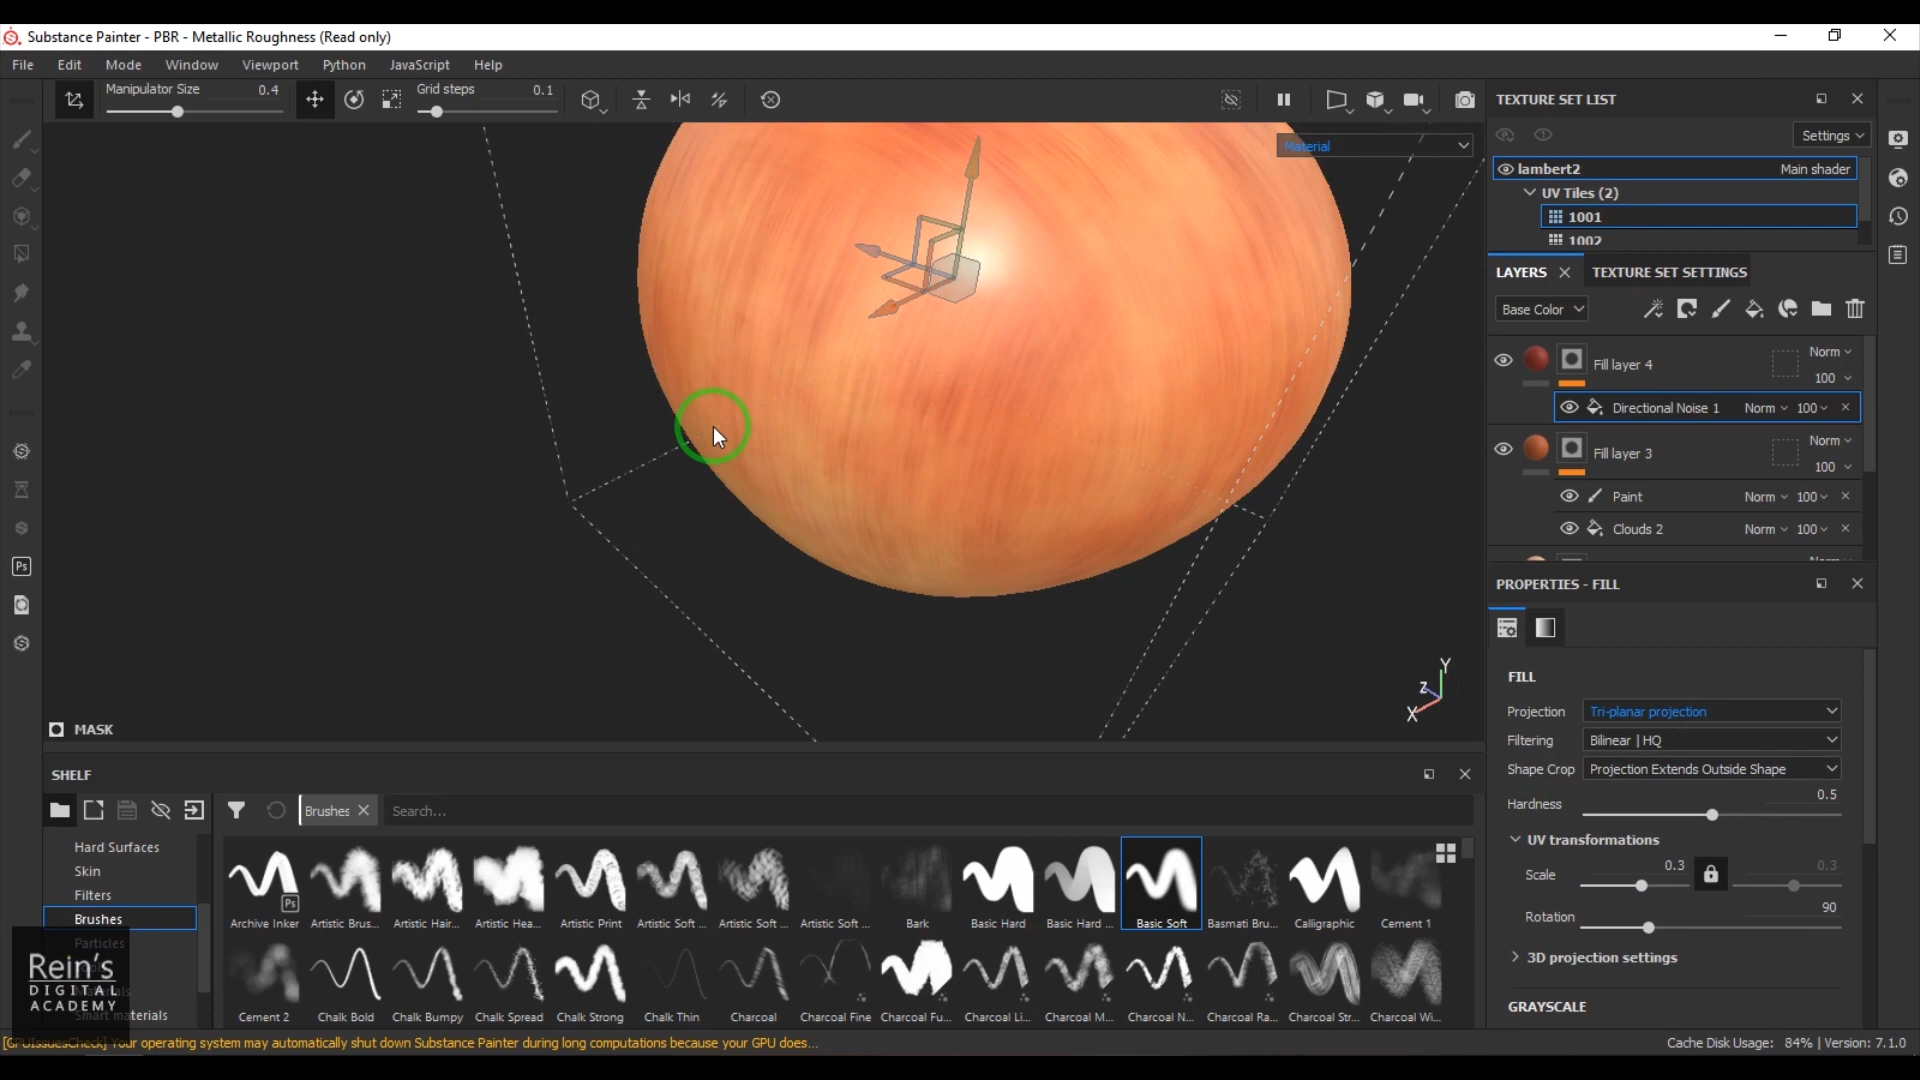 Substance Painter - PBR - Metallic Roughness (Read only)
File Edit Mode Window Viewport Python JavaScript Help
Manipulator Size 0.4 Grid steps 0.1
Material
TEXTURE SET LIST
Settings
lambert2 Main shader
UV Tiles (2)
1001
1002
LAYERS TEXTURE SET SETTINGS
Base Color
Fill layer 4 Norm
100
Directional Noise 1 Norm 100
Fill layer 3 Norm
100
Paint Norm 100
Clouds 2 Norm 100
PROPERTIES - FILL
FILL
Projection Tri-planar projection
Filtering Bilinear | HQ
Shape Crop Projection Extends Outside Shape
Hardness 0.5
UV transformations
Scale 0.3 0.3
Rotation 90
3D projection settings
GRAYSCALE
Y
Z
X
MASK
Ps
SHELF
Brushes Search...
Hard Surfaces
Skin
Filters
Brushes
Particles
Smart materials
Ps
Archive Inker Artistic Brus... Artistic Hair... Artistic Hea... Artistic Print Artistic Soft ... Artistic Soft ... Artistic Soft ... Bark Basic Hard Basic Hard ... Basic Soft Basmati Bru... Calligraphic Cement 1
Cement 2 Chalk Bold Chalk Bumpy Chalk Spread Chalk Strong Chalk Thin Charcoal Charcoal Fine Charcoal Fu... Charcoal Li... Charcoal M... Charcoal N... Charcoal Ra... Charcoal Str... Charcoal Wi...
Rein's
DIGITAL
ACADEMY
[GPUIssuesCheck] Your operating system may automatically shut down Substance Painter during long computations because your GPU does...
Cache Disk Usage: 84% | Version: 7.1.0